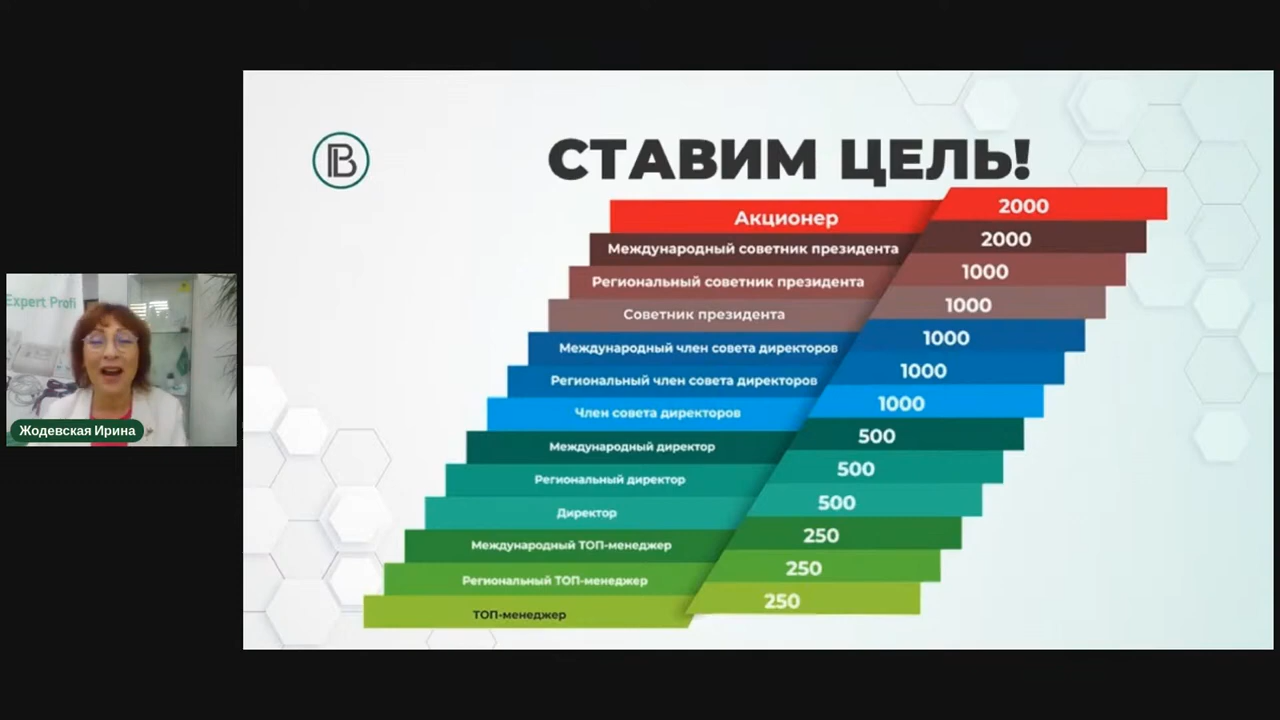 СТАВИМ ЦЕЛЬ!
Акционер 2000
Международный советник президента 2000
Региональный советник президента 1000
Советник президента 1000
Международный член совета директоров 1000
Региональный член совета директоров 1000
Член совета директоров 1000
Международный директор 500
Региональный директор 500
Директор 500
Международный ТОП-менеджер 250
Региональный ТОП-менеджер 250
ТОП-менеджер 250
Expert Profi
Жодевская Ирина